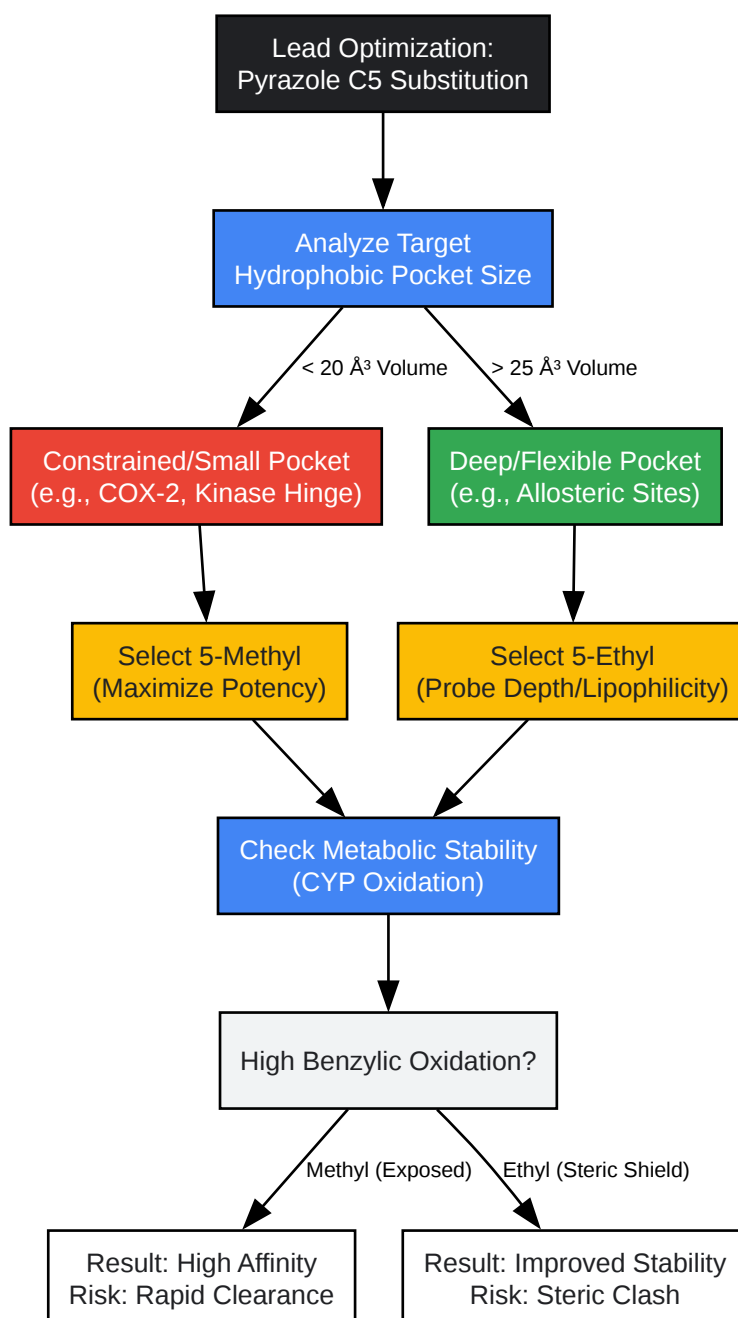 Lead Optimization:
Pyrazole C5 Substitution
Analyze Target
Hydrophobic Pocket Size
< 20 Å³ Volume
> 25 Å³ Volume
Constrained/Small Pocket
(e.g., COX-2, Kinase Hinge)
Deep/Flexible Pocket
(e.g., Allosteric Sites)
Select 5-Methyl
(Maximize Potency)
Select 5-Ethyl
(Probe Depth/Lipophilicity)
Check Metabolic Stability
(CYP Oxidation)
High Benzylic Oxidation?
Methyl (Exposed)
Ethyl (Steric Shield)
Result: High Affinity
Risk: Rapid Clearance
Result: Improved Stability
Risk: Steric Clash